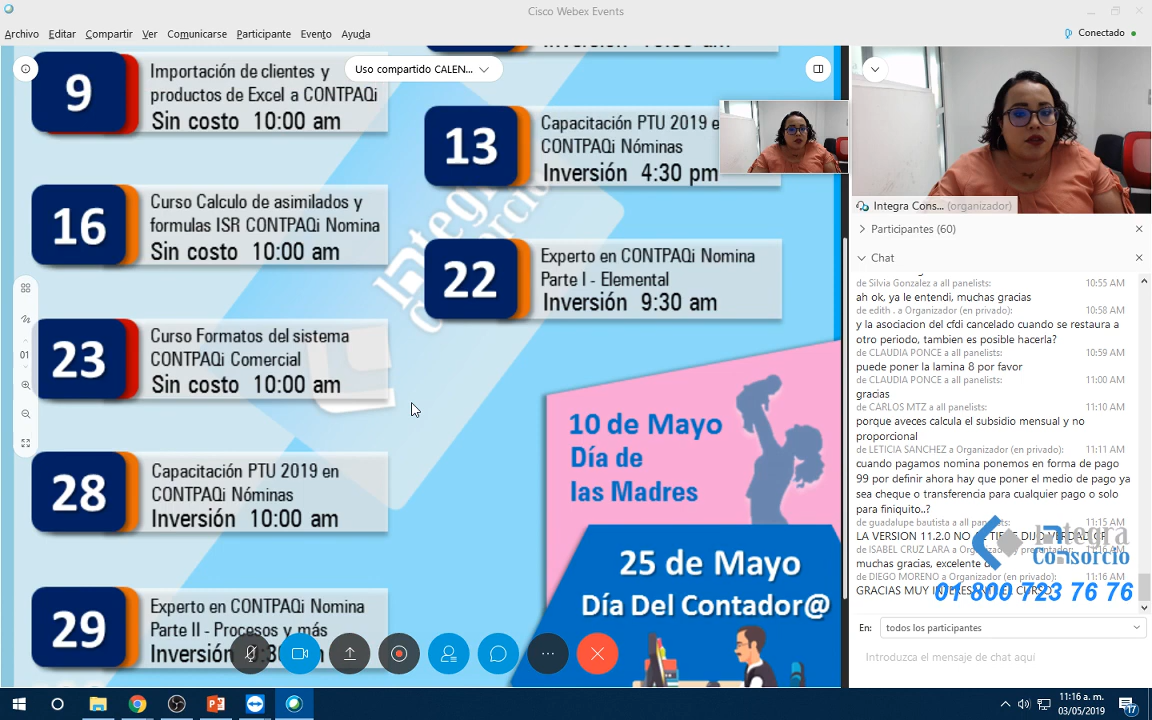 Cisco Webex Events
Archivo Editar Compartir Ver Comunicarse Participante Evento Ayuda
Conectado
Uso compartido CALEN...
9
Importación de clientes y
productos de Excel a CONTPAQi
Sin costo 10:00 am
16
Curso Calculo de asimilados y
formulas ISR CONTPAQi Nomina
Sin costo 10:00 am
23
Curso Formatos del sistema
CONTPAQi Comercial
Sin costo 10:00 am
28
Capacitación PTU 2019 en
CONTPAQi Nóminas
Inversión 10:00 am
29
Experto en CONTPAQi Nomina
Parte II - Procesos y más
Inversión
13
Capacitación PTU 2019 e
CONTPAQi Nóminas
Inversión 4:30 pm
22
Experto en CONTPAQi Nomina
Parte I - Elemental
Inversión 9:30 am
10 de Mayo
Día de
las Madres
25 de Mayo
Día Del Contador@
01
Integra Cons... (organizador)
Participantes (60)
Chat
de Silvia Gonzalez a all panelists: 10:55 AM
ah ok, ya le entendi, muchas gracias
de edith . a Organizador (en privado): 10:58 AM
y la asociacion del cfdi cancelado cuando se restaura a
otro periodo, tambien es posible hacerla?
de CLAUDIA PONCE a all panelists: 10:59 AM
puede poner la lamina 8 por favor
de CLAUDIA PONCE a all panelists: 11:00 AM
gracias
de CARLOS MTZ a all panelists: 11:10 AM
porque aveces calcula el subsidio mensual y no
proporcional
de LETICIA SANCHEZ a Organizador (en privado): 11:11 AM
cuando pagamos nomina ponemos en forma de pago
99 por definir ahora hay que poner el medio de pago ya
sea cheque o transferencia para cualquier pago o solo
para finiquito..?
de guadalupe bautista a all panelists: 11:15 AM
LA VERSION 11.2.0 NO
de ISABEL CRUZ LARA a 11:16 AM
muchas gracias, excelente
de DIEGO MORENO a Organizador (en privado): 11:16 AM
GRACIAS MUY INTERESANTE EL CURSO
Integra
Consorcio
01 800 723 76 76
En: todos los participantes
Introduzca el mensaje de chat aquí
11:16 a. m.
03/05/2019
17